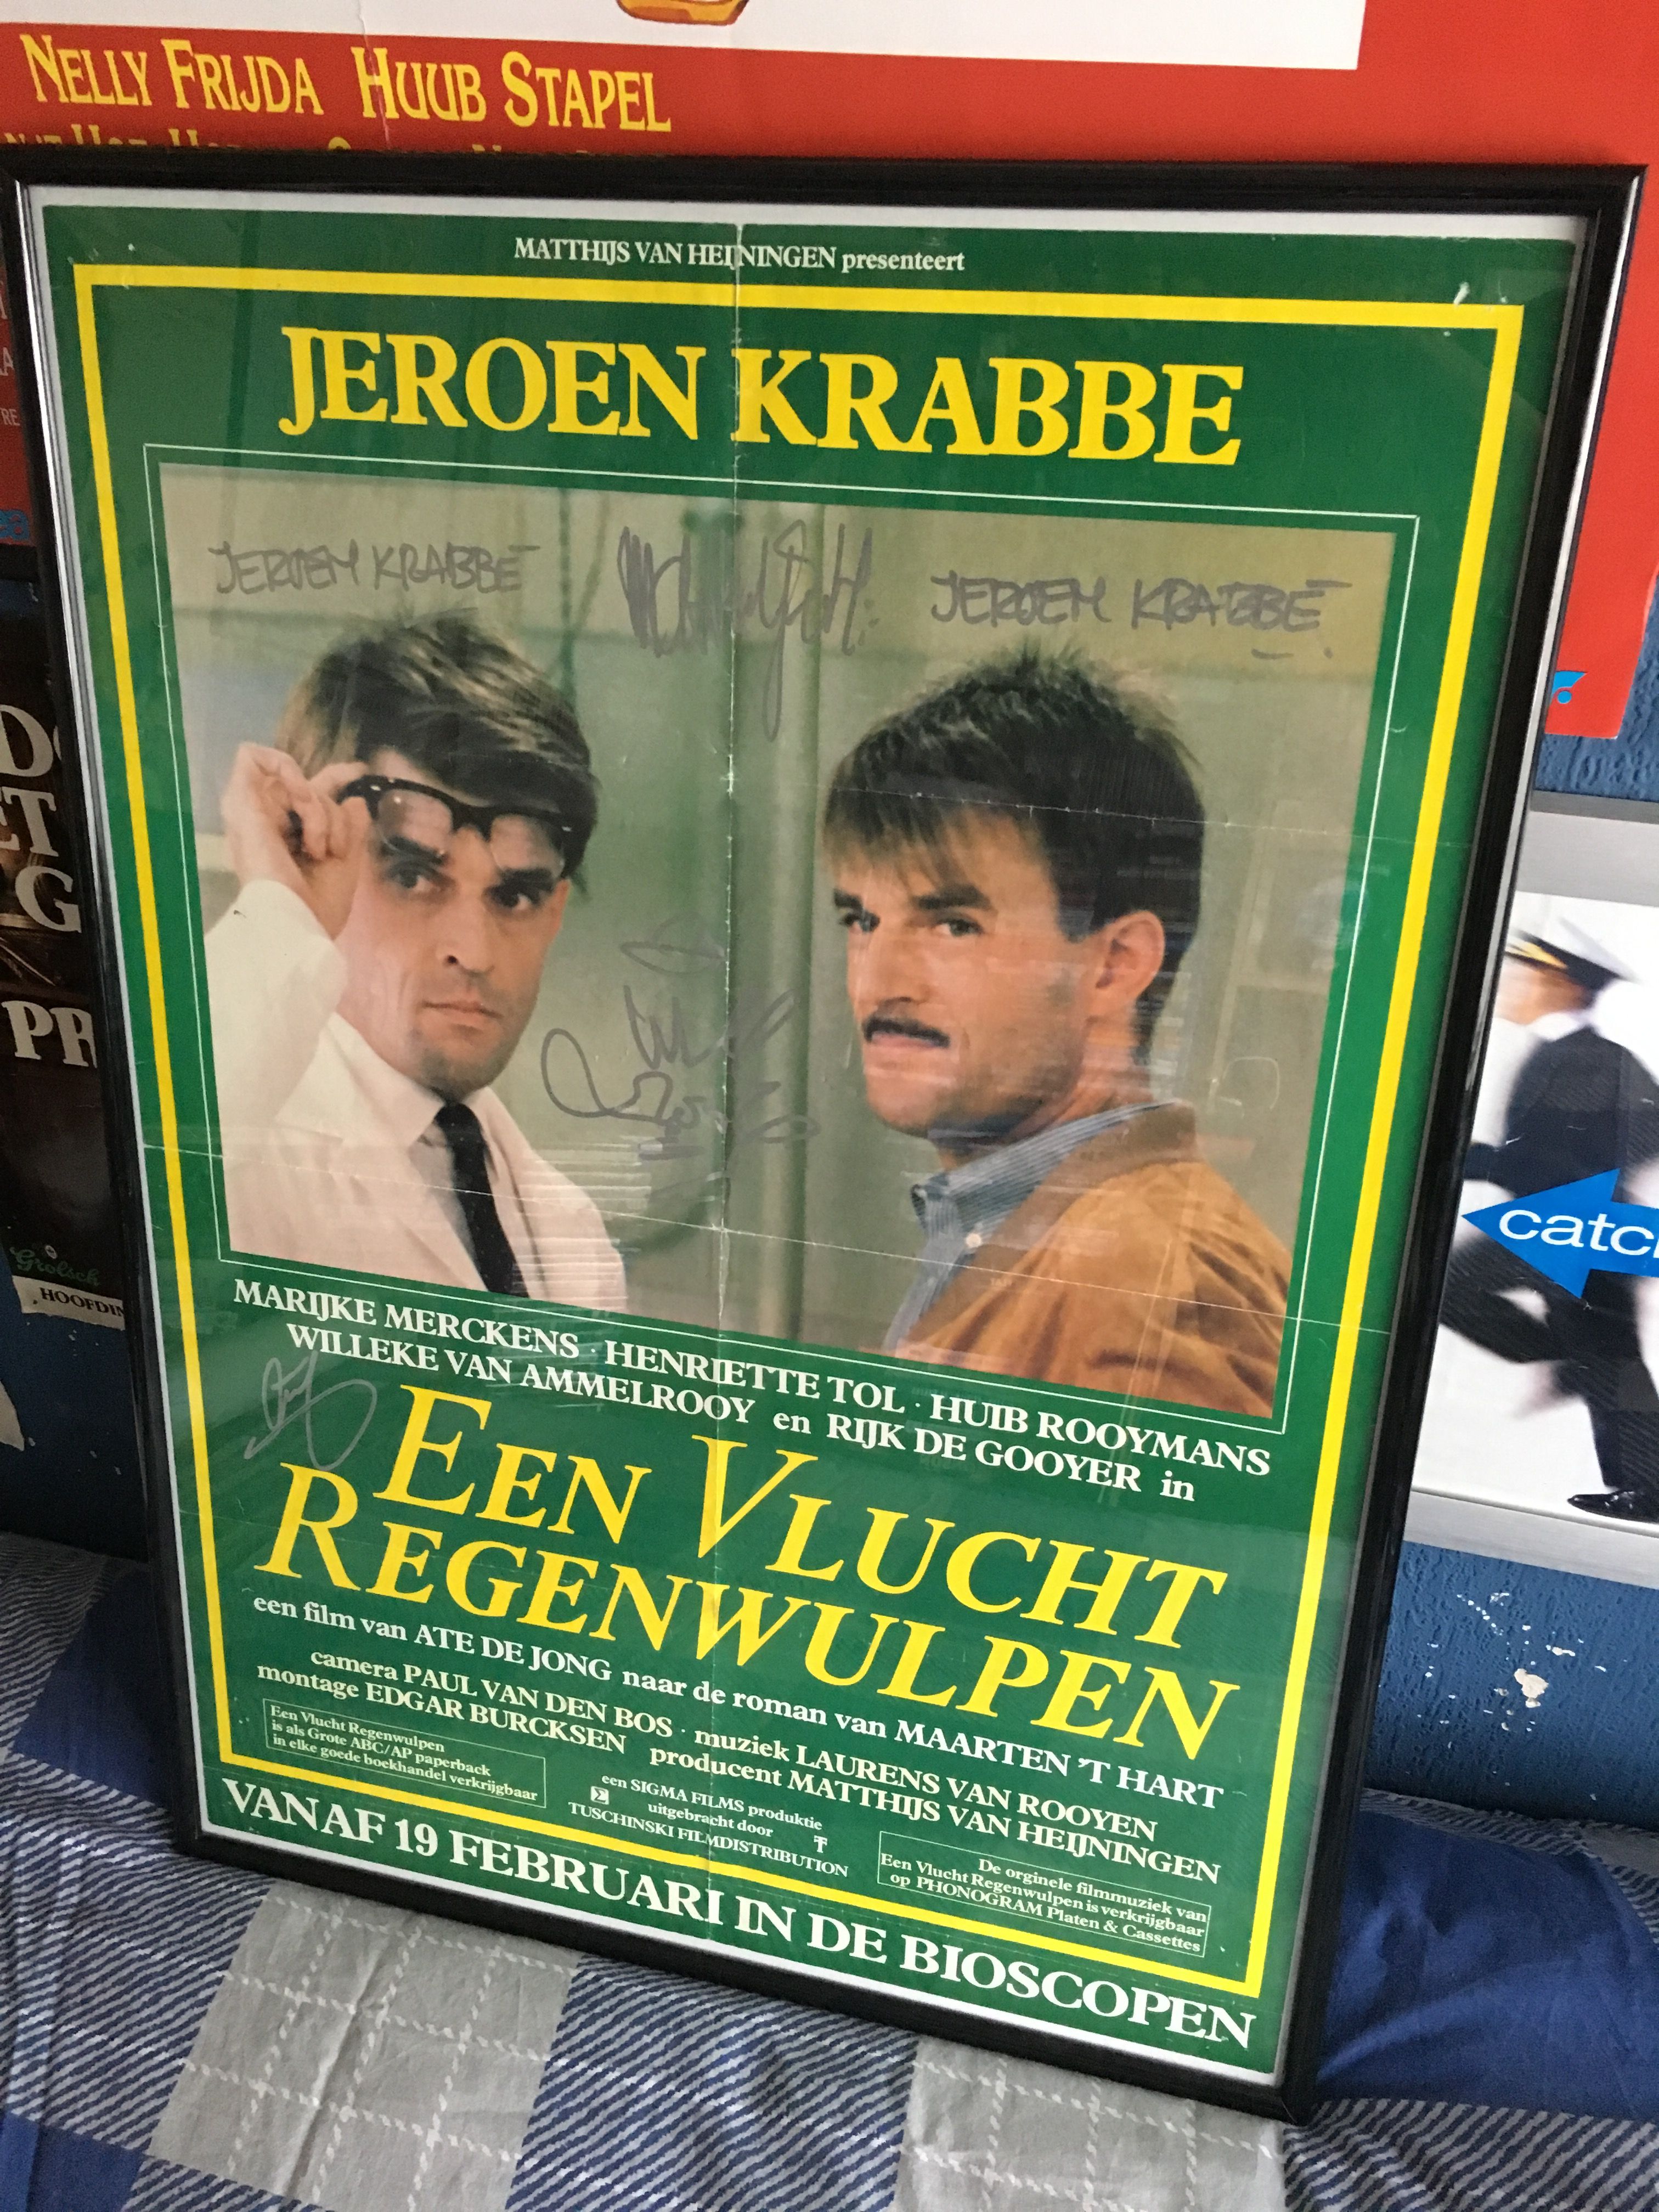 NELLY FRIJDA HUUB STAPEL
MATTHIJS VAN HEIJNINGEN presenteert
JEROEN KRABBE
JEROEN KRABBÉ
JEROEN KRABBÉ
MARIJKE MERCKENS · HENRIETTE TOL · HUIB ROOYMANS
WILLEKE VAN AMMELROOY en RIJK DE GOOYER in
EEN VLUCHT
REGENWULPEN
een film van ATE DE JONG naar de roman van MAARTEN 'T HART
camera PAUL VAN DEN BOS · muziek LAURENS VAN ROOYEN
montage EDGAR BURCKSEN producent MATTHIJS VAN HEIJNINGEN
Een Vlucht Regenwulpen
is als Grote ABC/AP paperback
in elke goede boekhandel verkrijgbaar
een SIGMA FILMS produktie
uitgebracht door
TUSCHINSKI FILMDISTRIBUTION
De orginele filmmuziek van
Een Vlucht Regenwulpen is verkrijgbaar
op PHONOGRAM Platen & Cassettes
VANAF 19 FEBRUARI IN DE BIOSCOPEN
PR
Grolsch
catc